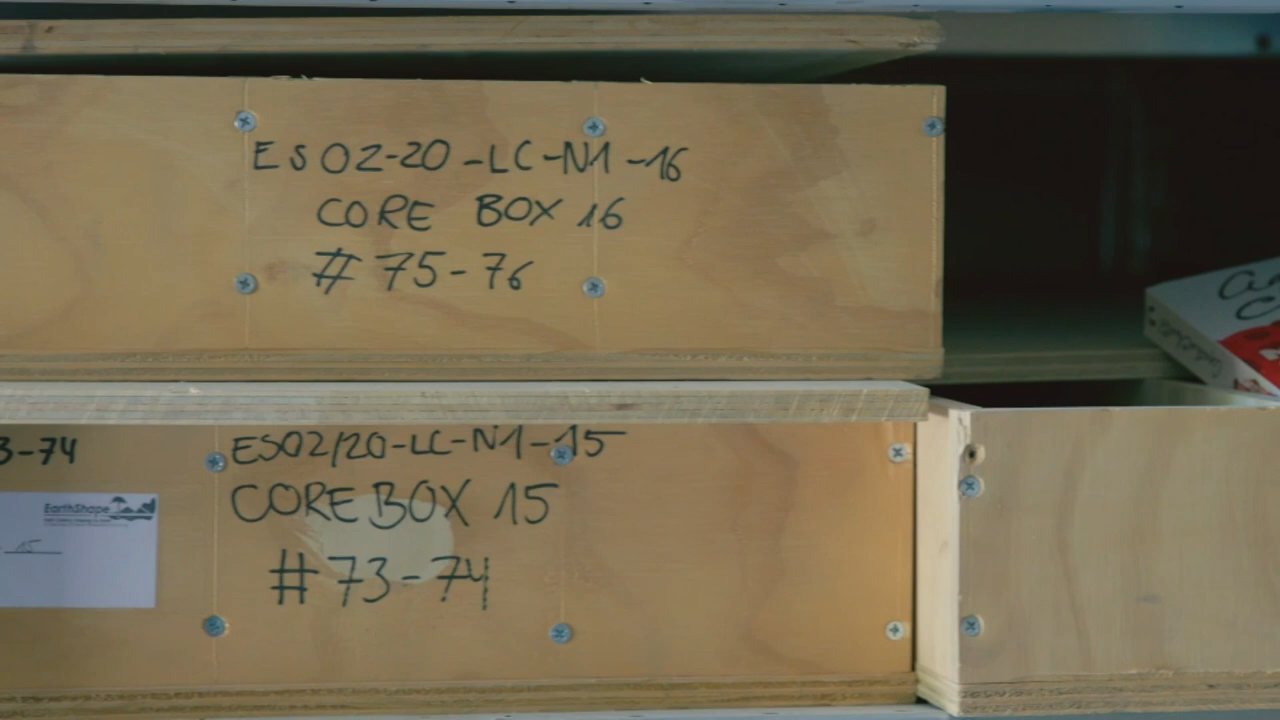 ES02-20-LC-N1-16
CORE BOX 16
# 75-76
3-74
ES02/20-LC-N1-15
CORE BOX 15
# 73-74
EarthShape
15